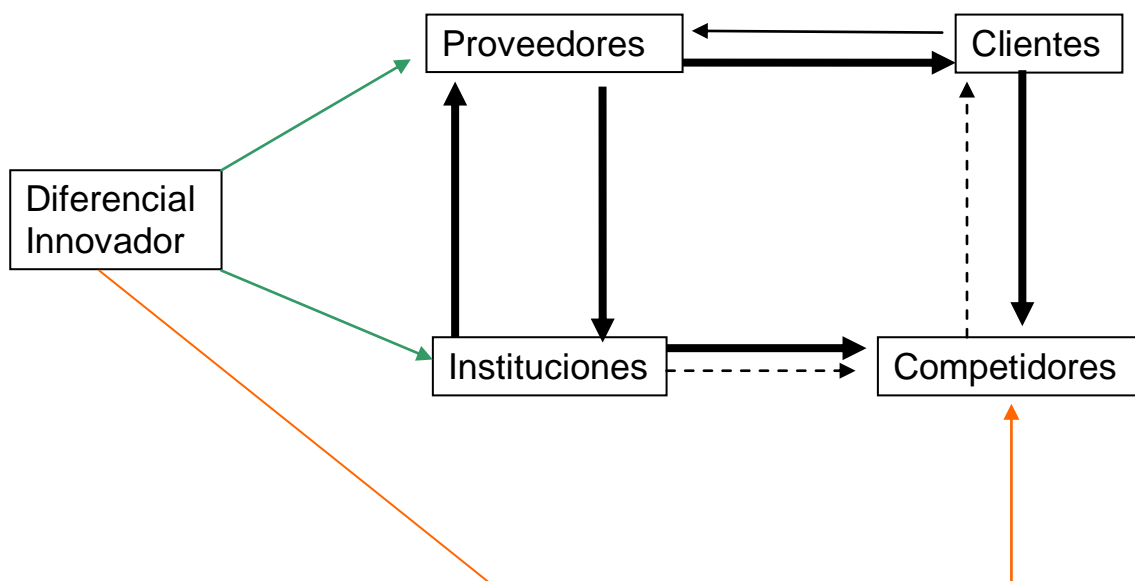 Proveedores
Clientes
Diferencial
Innovador
Instituciones
Competidores